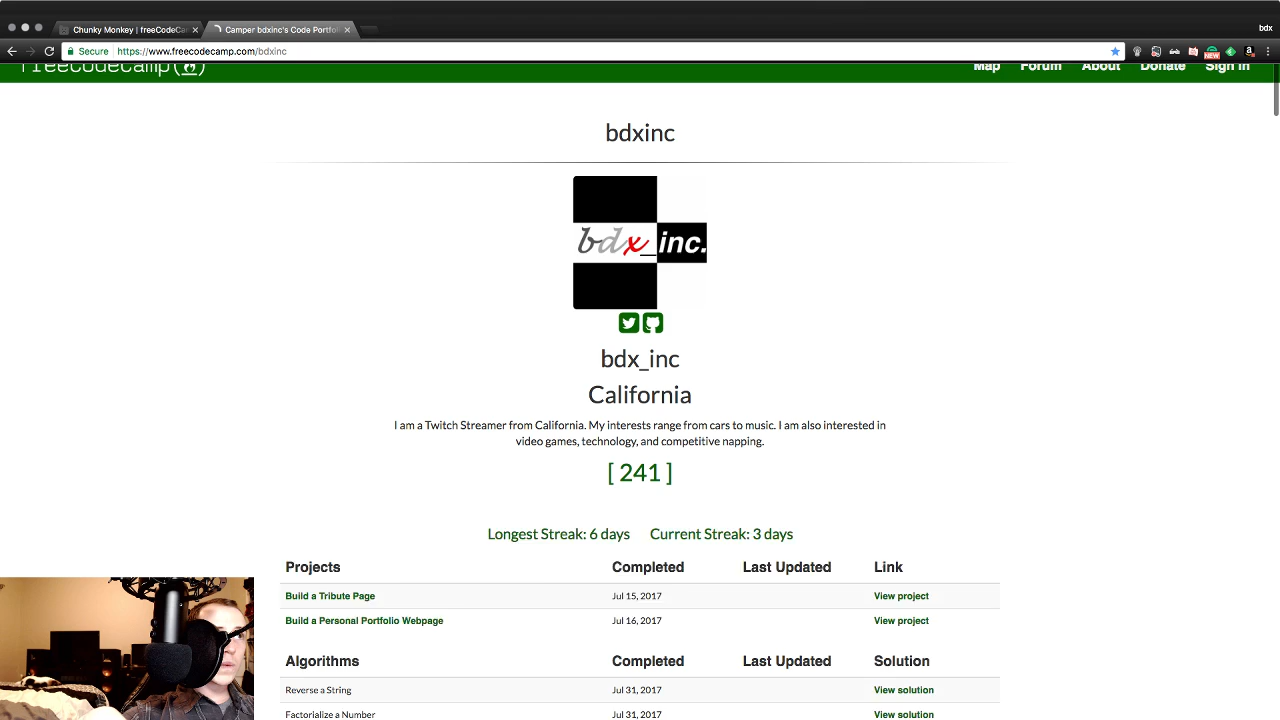 Chunky Monkey | freeCodeCa
Camper bdxinc's Code Portfol
bdx
Secure
https://www.freecodecamp.com/bdxinc
NEW
freeCodeCamp
Map
Forum
About
Donate
Sign in
bdxinc
bdx_inc.
bdx_inc
California
I am a Twitch Streamer from California. My interests range from cars to music. I am also interested in
video games, technology, and competitive napping.
[ 241 ]
Longest Streak: 6 days Current Streak: 3 days
Projects Completed Last Updated Link
Build a Tribute Page Jul 15, 2017 View project
Build a Personal Portfolio Webpage Jul 16, 2017 View project
Algorithms Completed Last Updated Solution
Reverse a String Jul 31, 2017 View solution
Factorialize a Number Jul 31, 2017 View solution